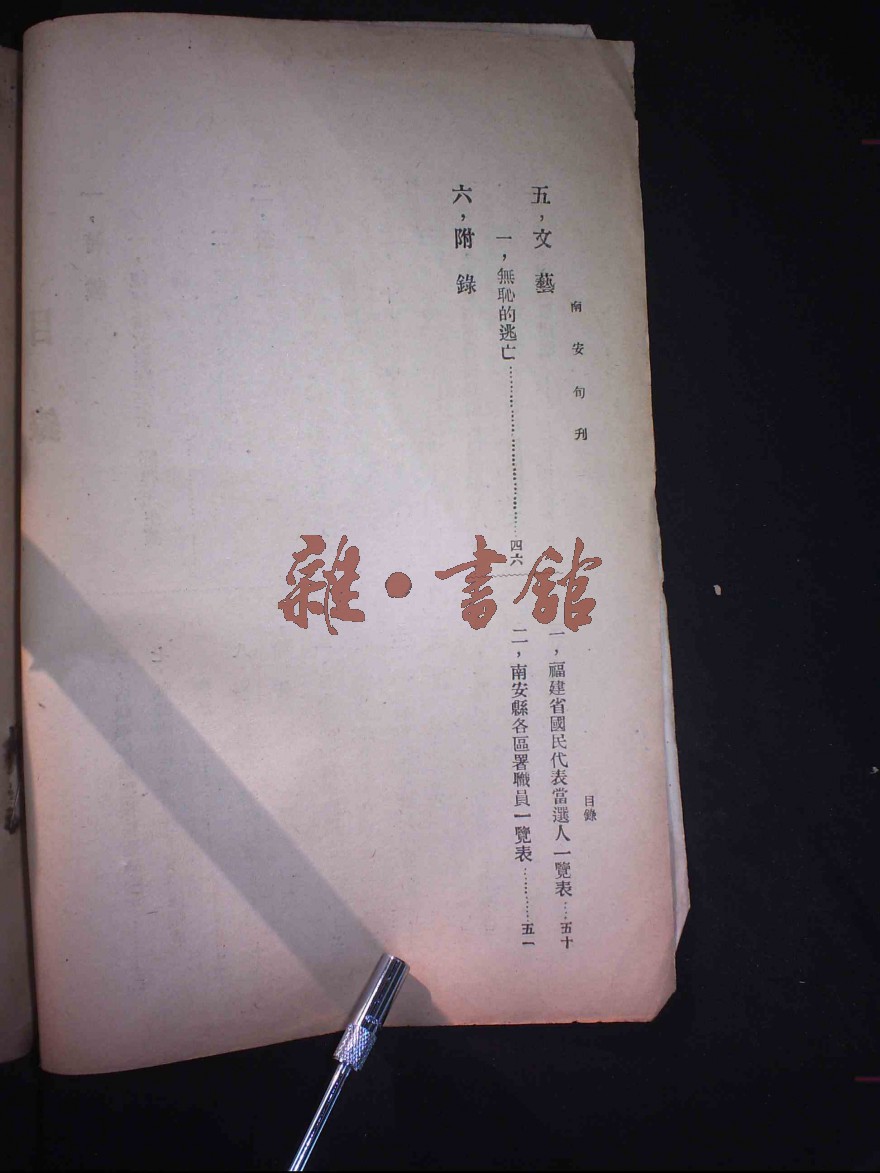 南安旬刊
目錄
五，文藝
一，無恥的逃亡……四六
六，附錄
一，福建省國民代表當選人一覽表……五十
二，南安縣各區署職員一覽表……五一
雜·書館